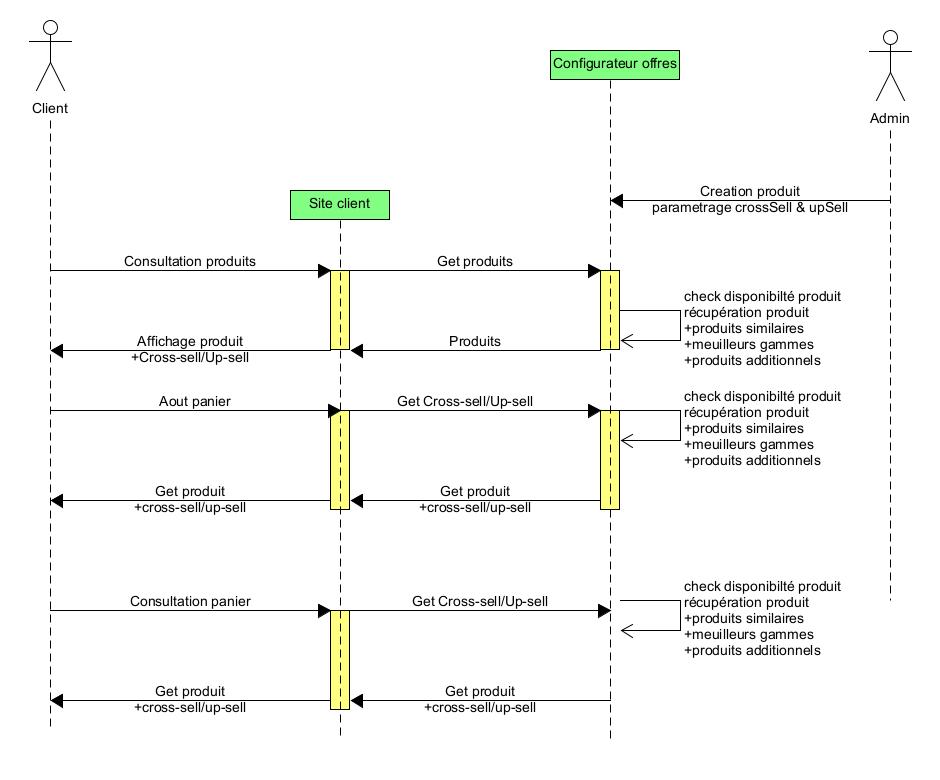 Configurateur offres
Client
Admin
Creation produit
parametrage crossSell & upSell
Site client
Consultation produits
Get produits
check disponibilté produit
récupération produit
+produits similaires
+meuilleurs gammes
+produits additionnels
Affichage produit
+Cross-sell/Up-sell
Produits
Aout panier
Get Cross-sell/Up-sell
check disponibilté produit
récupération produit
+produits similaires
+meuilleurs gammes
+produits additionnels
Get produit
+cross-sell/up-sell
Get produit
+cross-sell/up-sell
Consultation panier
Get Cross-sell/Up-sell
check disponibilté produit
récupération produit
+produits similaires
+meuilleurs gammes
+produits additionnels
Get produit
+cross-sell/up-sell
Get produit
+cross-sell/up-sell